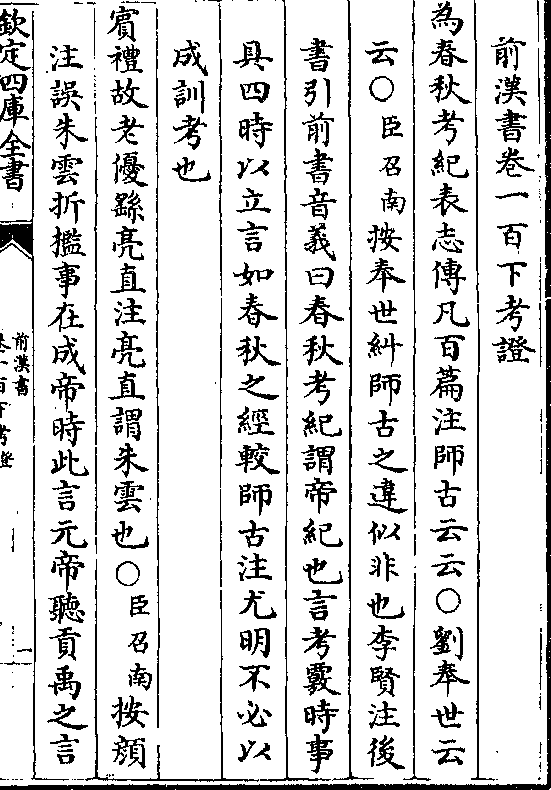 前漢書卷一百下考證
為春秋考紀表志傳凡百篇注師古云云○劉奉世云
云○臣召南按奉世糾師古之違似非也李賢注後
書引前書音義曰春秋考紀謂帝紀也言考覈時事
具四時以立言如春秋之經較師古注尤明不必以
成訓考也
賓禮故老優繇亮直注亮直謂朱雲也○臣召南按顔
注誤朱雲折檻事在成帝時此言元帝聽貢禹之言
欽定四庫全書
前漢書
卷一百下考證
一